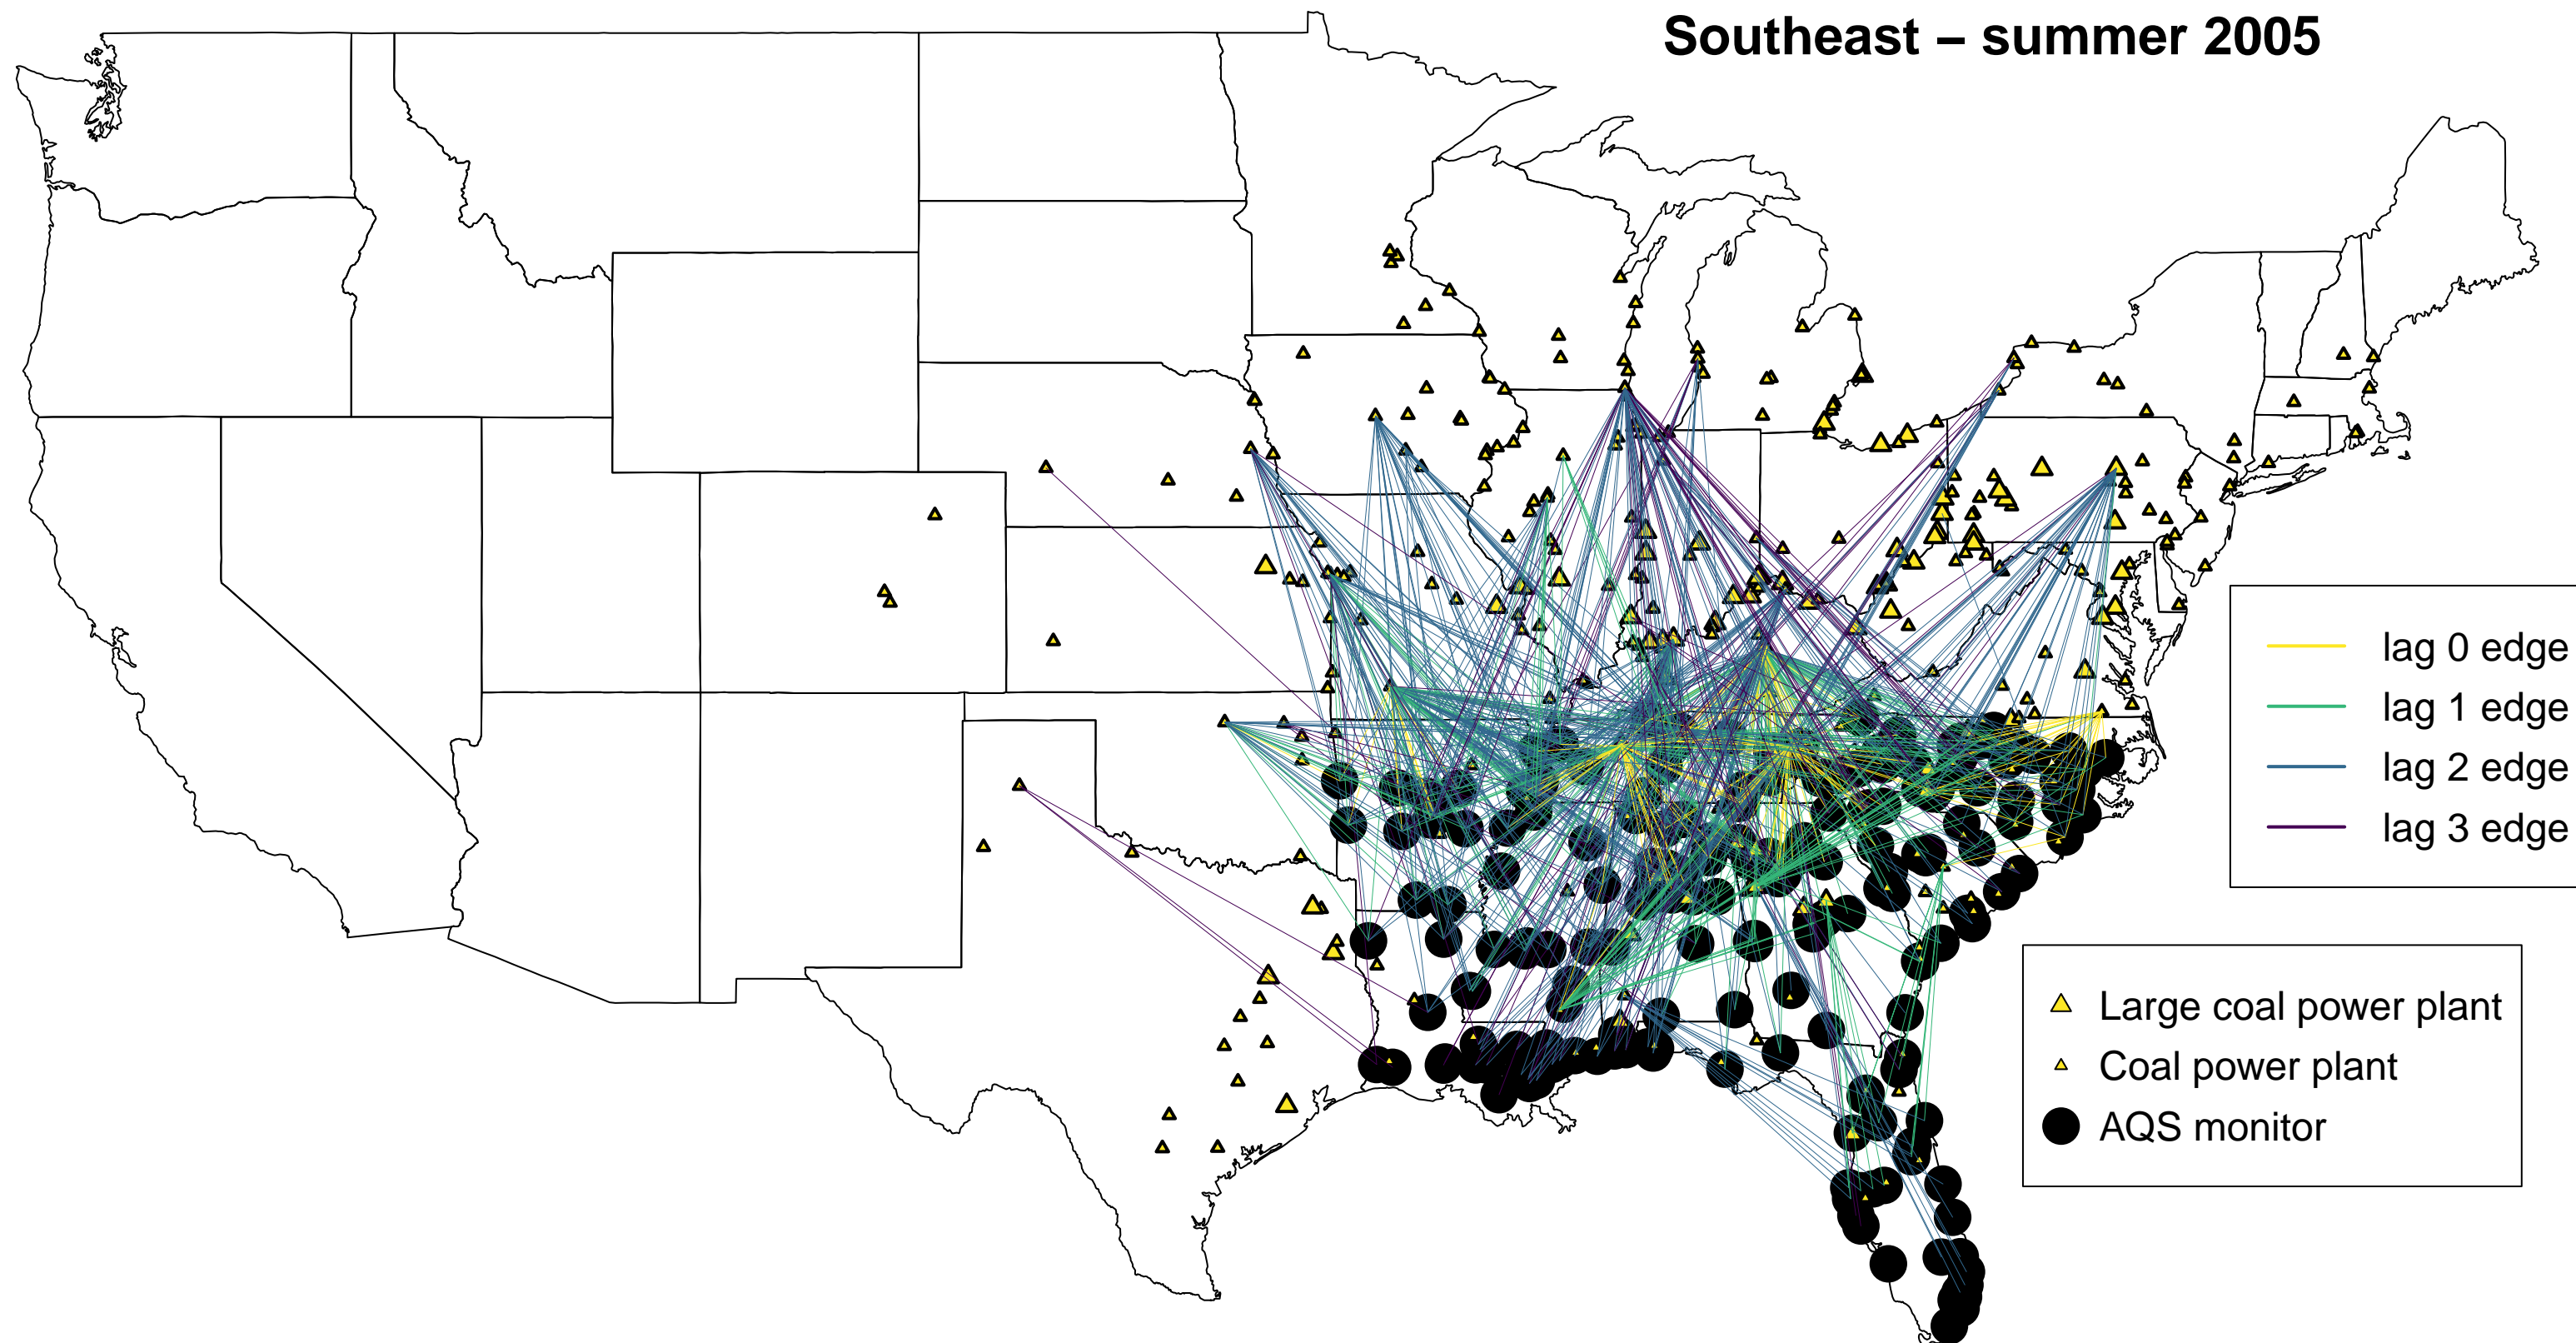 Southeast – summer 2005
lag 0 edge
lag 1 edge
lag 2 edge
lag 3 edge
Large coal power plant
Coal power plant
AQS monitor